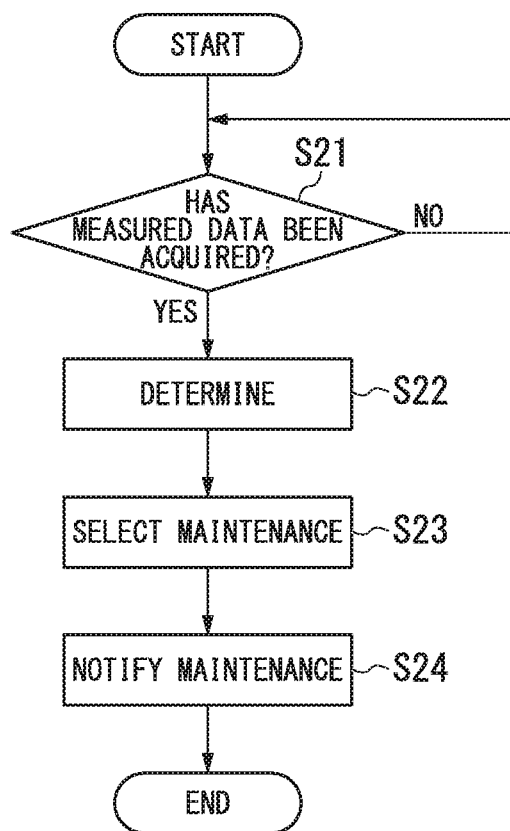 START
S21
HAS
MEASURED DATA BEEN
ACQUIRED?
NO
YES
DETERMINE
S22
SELECT MAINTENANCE
S23
NOTIFY MAINTENANCE
S24
END